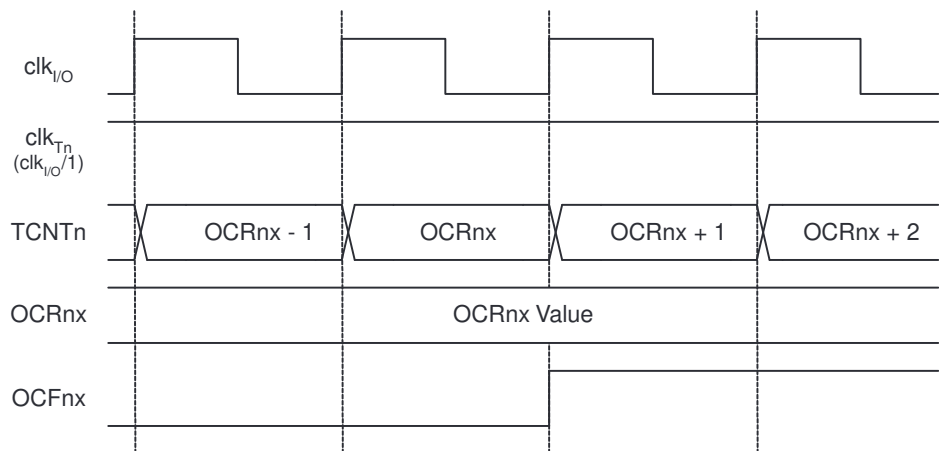 clkI/O
clkTn
(clkI/O/1)
TCNTn OCRnx - 1 OCRnx OCRnx + 1 OCRnx + 2
OCRnx OCRnx Value
OCFnx